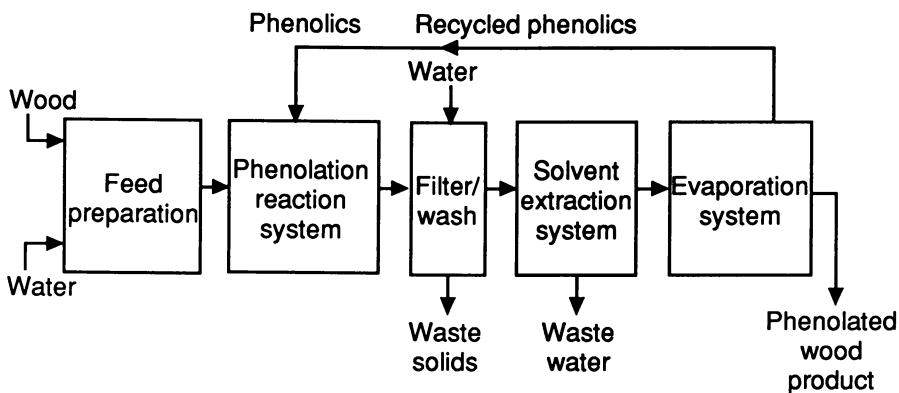 Phenolics
Recycled phenolics
Water
Wood
Feed
preparation
Water
Phenolation
reaction
system
Filter/
wash
Solvent
extraction
system
Evaporation
system
Waste
solids
Waste
water
Phenolated
wood
product